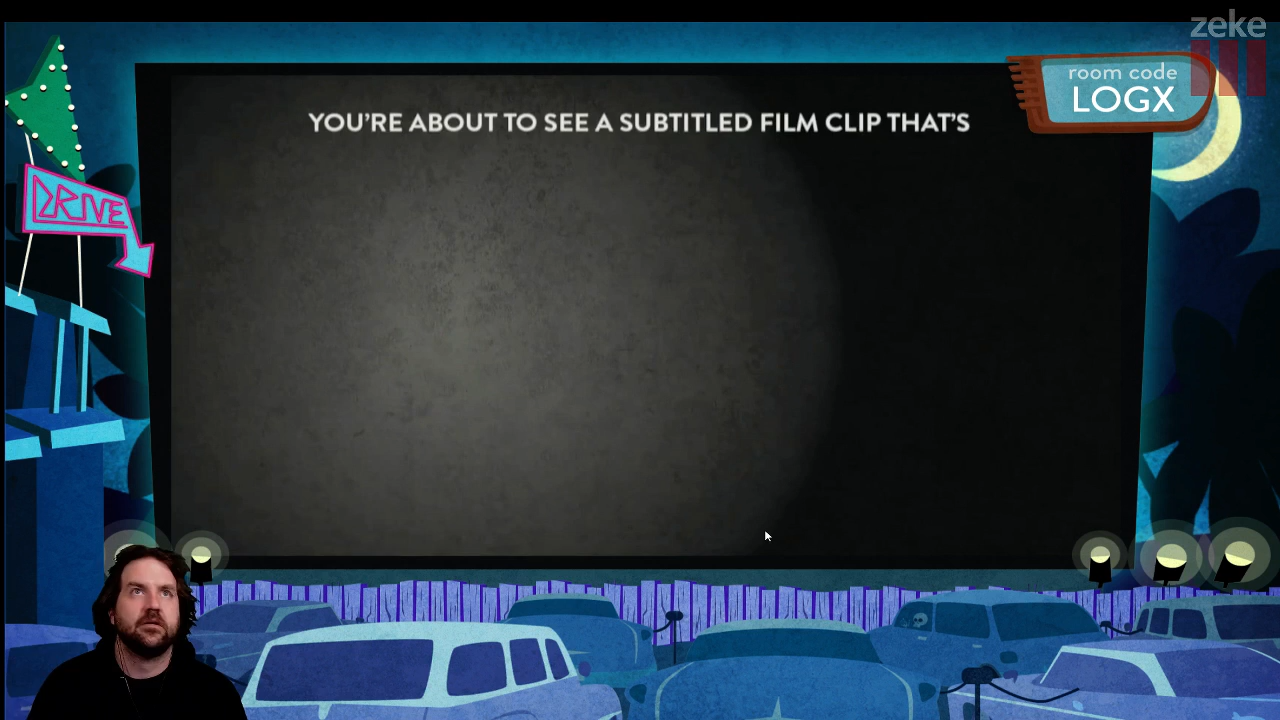 zeke
room code
LOGX
YOU'RE ABOUT TO SEE A SUBTITLED FILM CLIP THAT'S
DRIVE